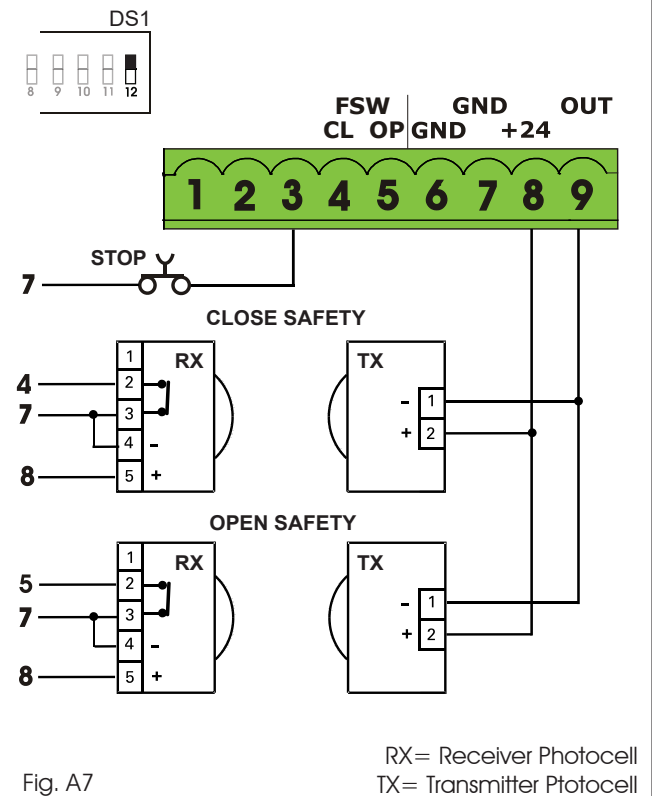 DS1
8 9 10 11 12
FSW GND OUT
CL OP GND +24
1 2 3 4 5 6 7 8 9
STOP
7
CLOSE SAFETY
1 RX TX
4 2
- 1
7 3
+ 2
4 -
8 5 +
OPEN SAFETY
1 RX TX
5 2
- 1
7 3
+ 2
4 -
8 5 +
RX= Receiver Photocell
Fig. A7 TX= Transmitter Ptotocell